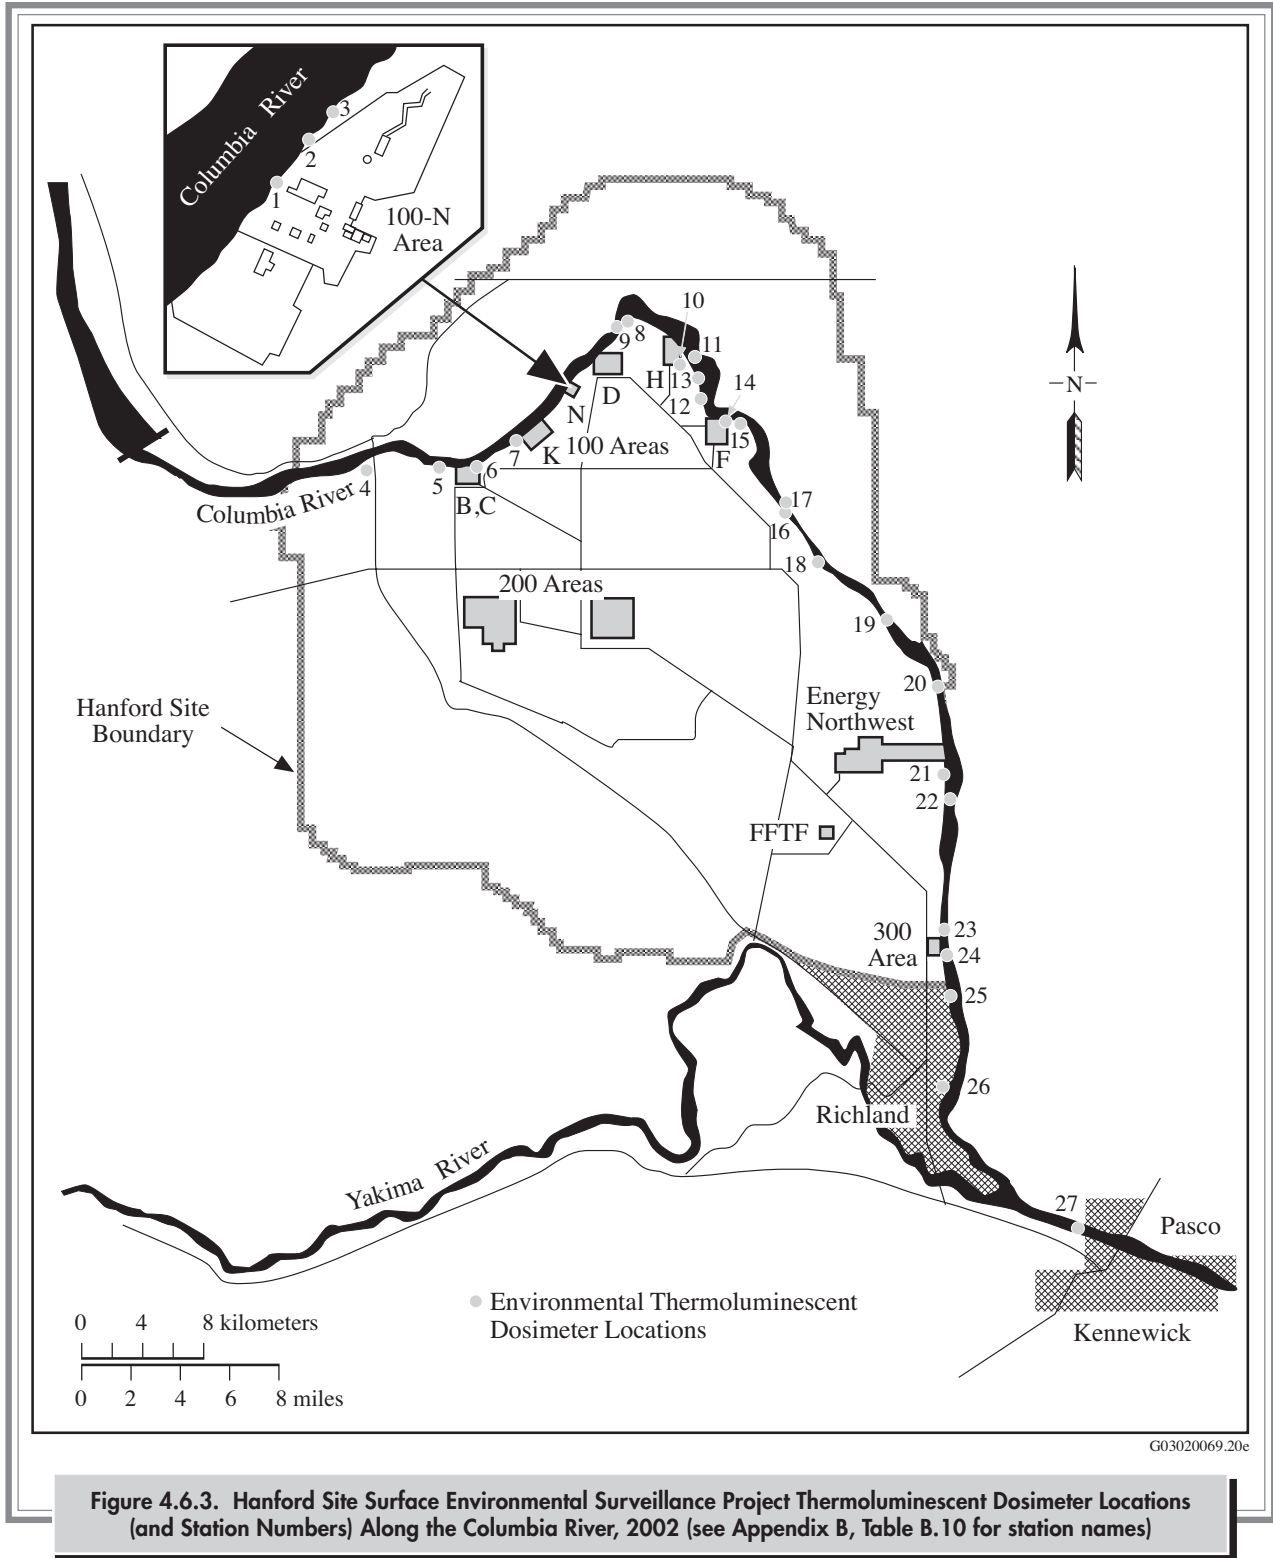 Columbia River
3
2
1
100-N
Area
10
9 8
11
H 13
12
14
15
D
N
K
100 Areas
F
7
6
5
4
B,C
Columbia River
17
16
18
19
20
200 Areas
N
Hanford Site
Boundary
Energy
Northwest
21
22
FFTF
300
Area
23
24
25
26
Richland
Yakima River
27
Pasco
Kennewick
Environmental Thermoluminescent
Dosimeter Locations
0 4 8 kilometers
0 2 4 6 8 miles
G03020069.20e
Figure 4.6.3. Hanford Site Surface Environmental Surveillance Project Thermoluminescent Dosimeter Locations
(and Station Numbers) Along the Columbia River, 2002 (see Appendix B, Table B.10 for station names)